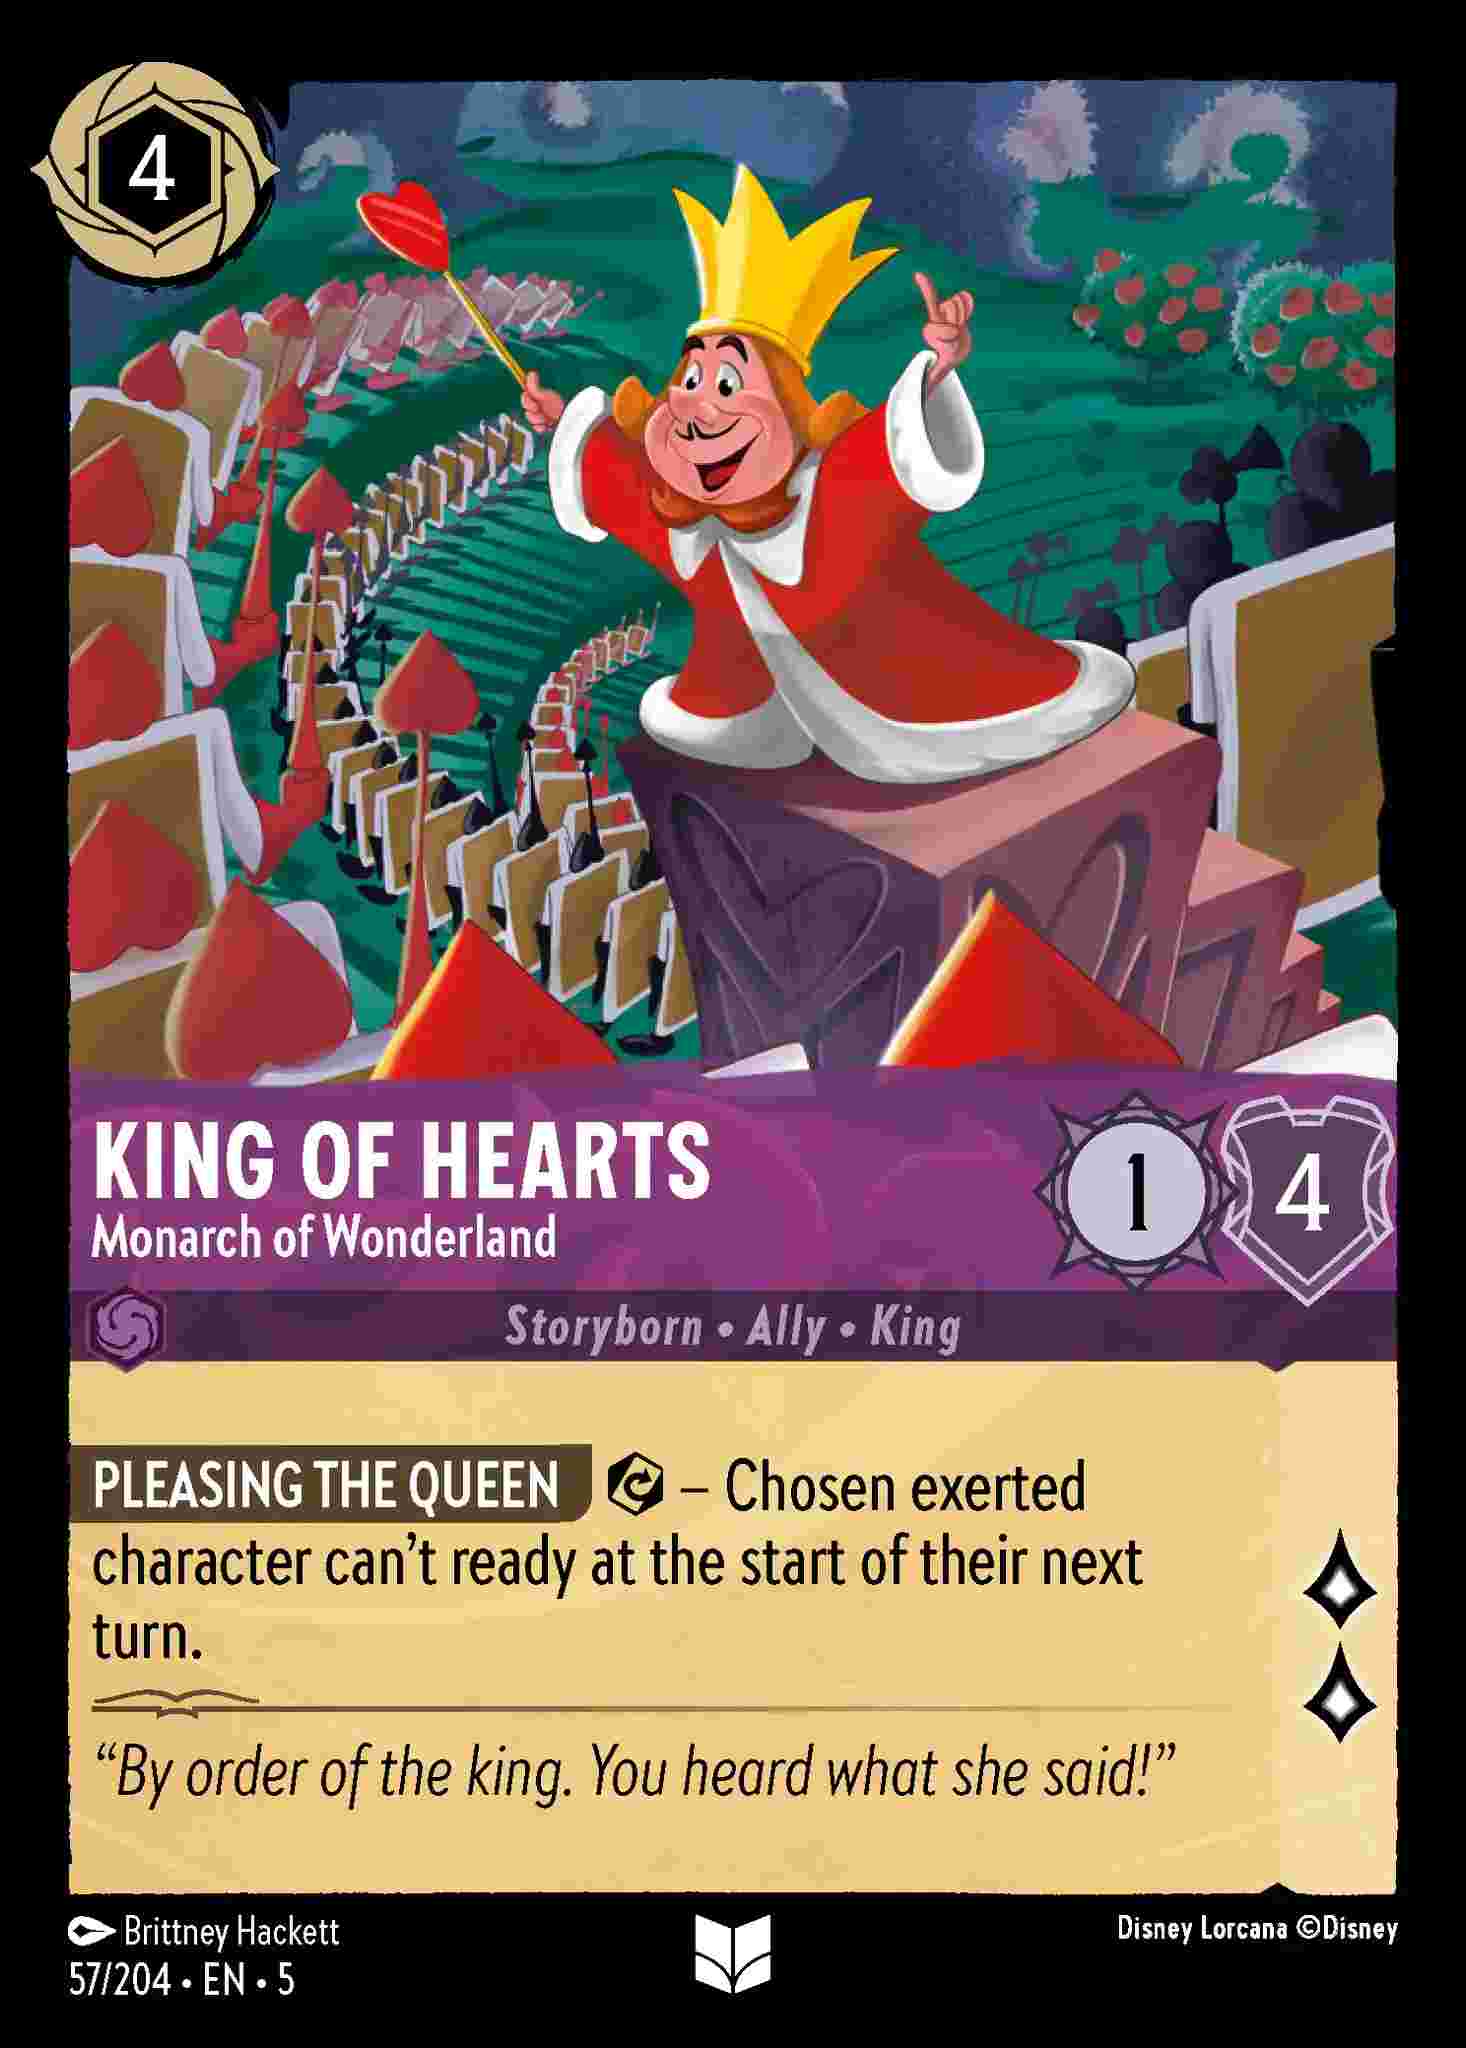 4
KING OF HEARTS
Monarch of Wonderland
1
4
Storyborn • Ally • King
PLEASING THE QUEEN – Chosen exerted
character can’t ready at the start of their next
turn.
“By order of the king. You heard what she said!”
Brittney Hackett
57/204 • EN • 5
Disney Lorcana ©Disney